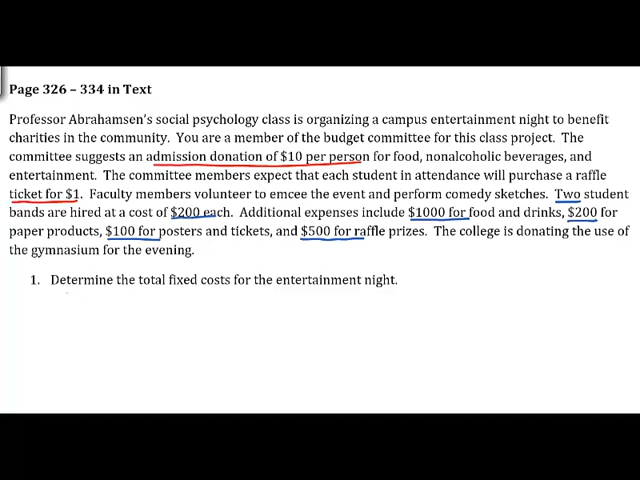 Page 326 – 334 in Text
Professor Abrahamsen's social psychology class is organizing a campus entertainment night to benefit
charities in the community. You are a member of the budget committee for this class project. The
committee suggests an admission donation of $10 per person for food, nonalcoholic beverages, and
entertainment. The committee members expect that each student in attendance will purchase a raffle
ticket for $1. Faculty members volunteer to emcee the event and perform comedy sketches. Two student
bands are hired at a cost of $200 each. Additional expenses include $1000 for food and drinks, $200 for
paper products, $100 for posters and tickets, and $500 for raffle prizes. The college is donating the use of
the gymnasium for the evening.
1. Determine the total fixed costs for the entertainment night.